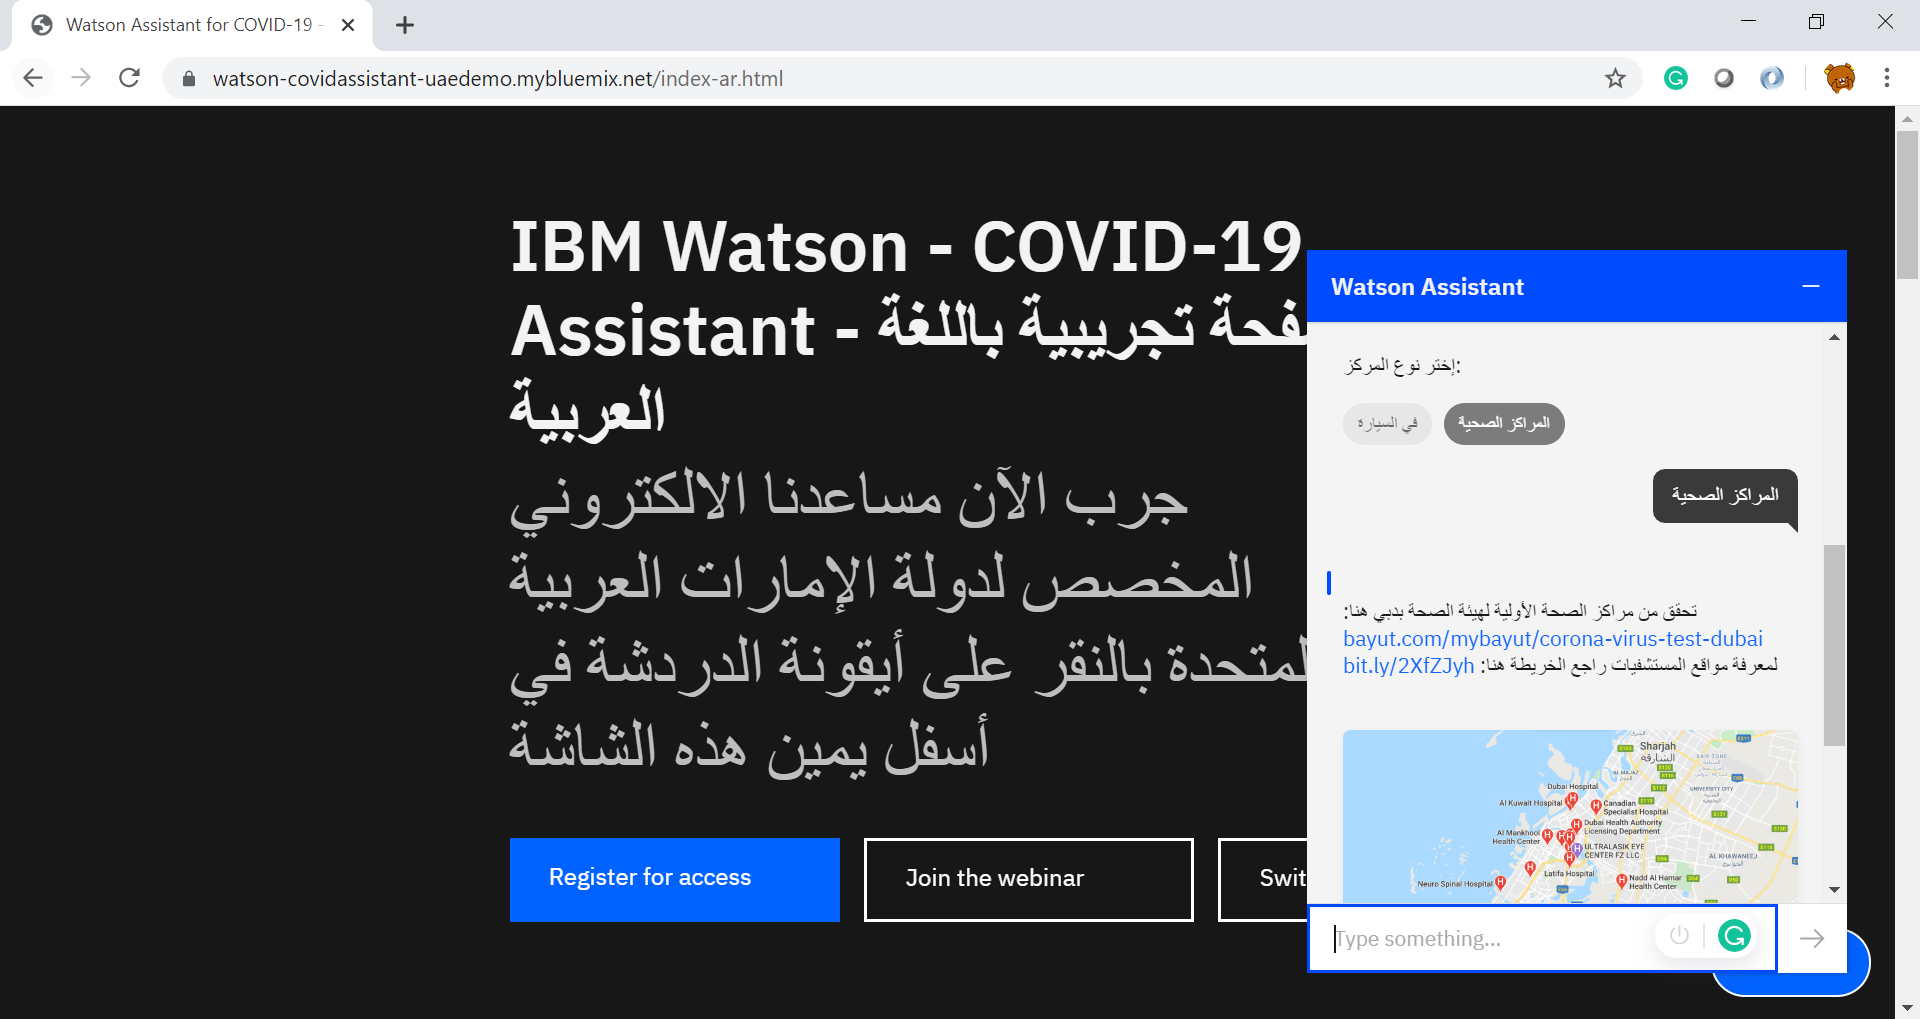 Watson Assistant for COVID-19 -
watson-covidassistant-uaedemo.mybluemix.net/index-ar.html
IBM Watson - COVID-19
Assistant - فحة تجريبية باللغة
العربية
جرب الآن مساعدنا الالكتروني
المخصص لدولة الإمارات العربية
لمتحدة بالنقر على أيقونة الدردشة في
أسفل يمين هذه الشاشة
Register for access
Join the webinar
Swit
Watson Assistant
إختر نوع المركز:
في السيارة
المراكز الصحية
المراكز الصحية
تحقق من مراكز الصحة الأولية لهيئة الصحة بدبي هنا:
bayut.com/mybayut/corona-virus-test-dubai
لمعرفة مواقع المستشفيات راجع الخريطة هنا: bit.ly/2XfZJyh
Sharjah
الشارقة
Dubai Hospital
Al Kuwait Hospital
Canadian
Specialist Hospital
Dubai Health Authority
Licensing Department
Al Mankhool
Health Center
ULTRALASIK EYE
CENTER FZ LLC
Latifa Hospital
Neuro Spinal Hospital
Nadd Al Hamar
Health Center
UNIVERSITY CITY
AL KHAWANEEJ
الخوانيج
Type something...